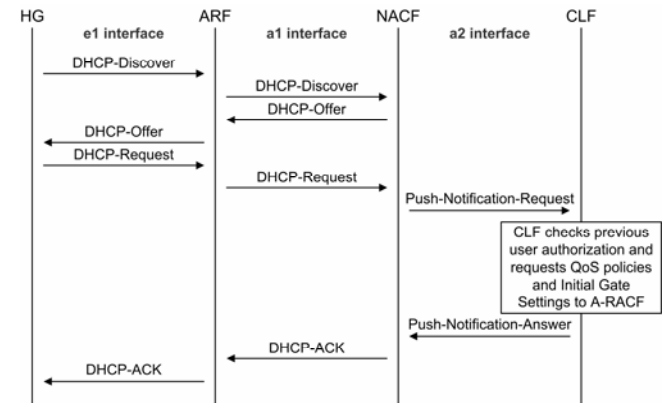 HG
ARF
NACF
CLF
e1 interface
a1 interface
a2 interface
DHCP-Discover
DHCP-Discover
DHCP-Offer
DHCP-Offer
DHCP-Request
DHCP-Request
Push-Notification-Request
CLF checks previous
user authorization and
requests QoS policies
and Initial Gate
Settings to A-RACF
Push-Notification-Answer
DHCP-ACK
DHCP-ACK